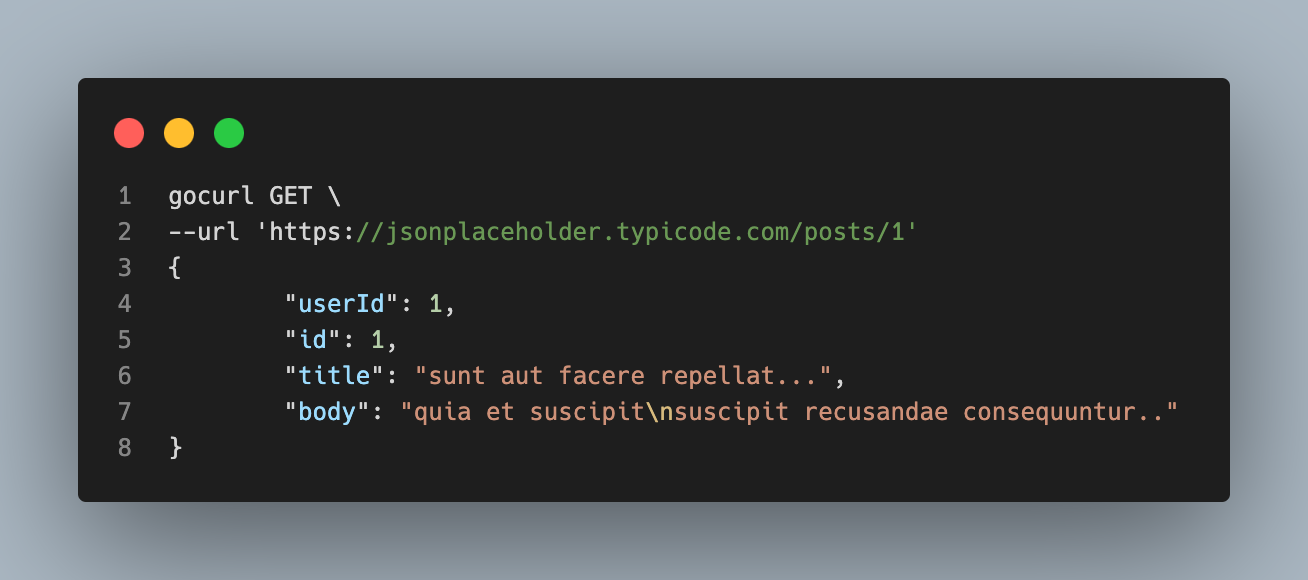 1 gocurl GET \
2 --url 'https://jsonplaceholder.typicode.com/posts/1'
3 {
4         "userId": 1,
5         "id": 1,
6         "title": "sunt aut facere repellat...",
7         "body": "quia et suscipit\nsuscipit recusandae consequuntur.."
8 }